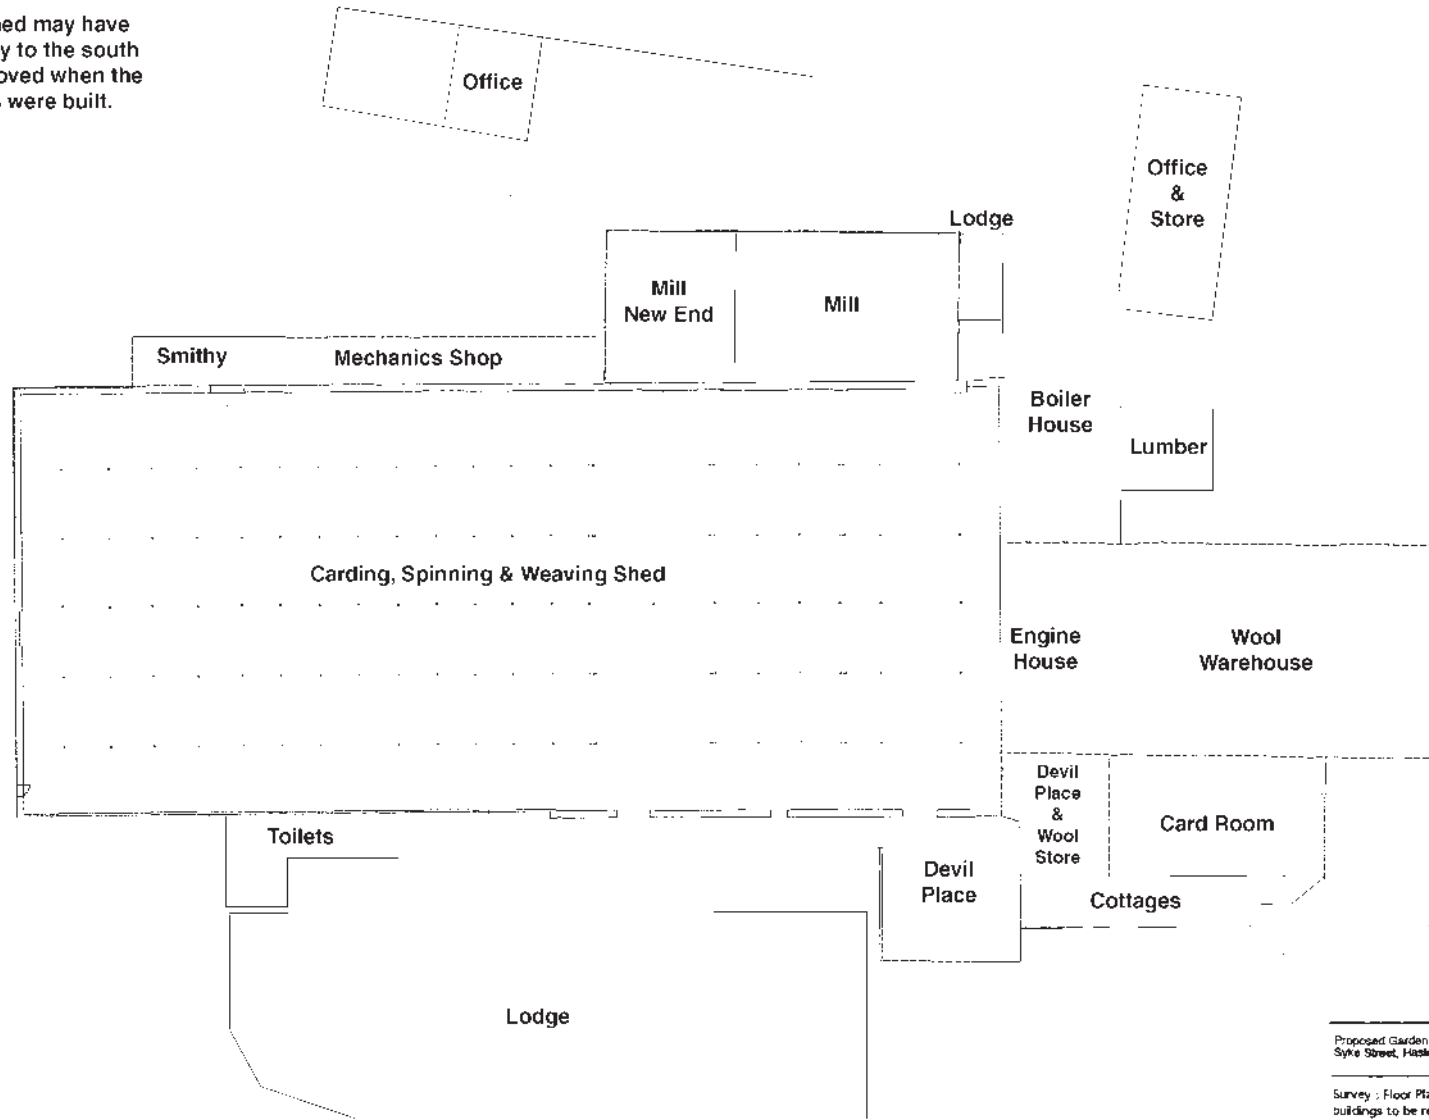 may have
to the south
when the
were built.
Office
Office
&
Store
Lodge
Mill
New End
Mill
Smithy
Mechanics Shop
Boiler
House
Lumber
Carding, Spinning & Weaving Shed
Engine
House
Wool
Warehouse
Devil
Place
&
Wool
Store
Card Room
Toilets
Devil
Place
Cottages
Lodge
Proposed Garden
Syke Street,
Survey : Floor
buildings to be